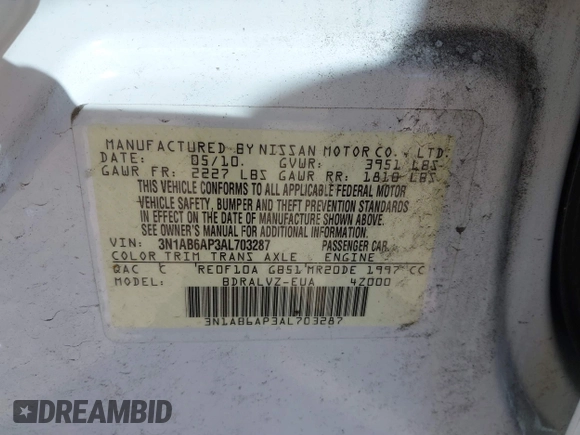 MANUFACTURED BY NISSAN MOTOR CO., LTD.
DATE: 05/10. GVWR: 3951 LBS
GAWR FR: 2227 LBS GAWR RR: 1810 LBS
THIS VEHICLE CONFORMS TO ALL APPLICABLE FEDERAL MOTOR
VEHICLE SAFETY, BUMPER AND THEFT PREVENTION STANDARDS
IN EFFECT ON THE DATE OF MANUFACTURE SHOWN ABOVE.
SEE OWNER'S MANUAL FOR ADDITIONAL INFORMATION.
VIN: 3N1AB6AP3AL703287 PASSENGER CAR
COLOR TRIM TRANS AXLE ENGINE
QAC C RE0F10A GB51 MR20DE 1997 CC
MODEL: BDRALVZ-EUA 4Z000
3N1AB6AP3AL703287
DREAMBID